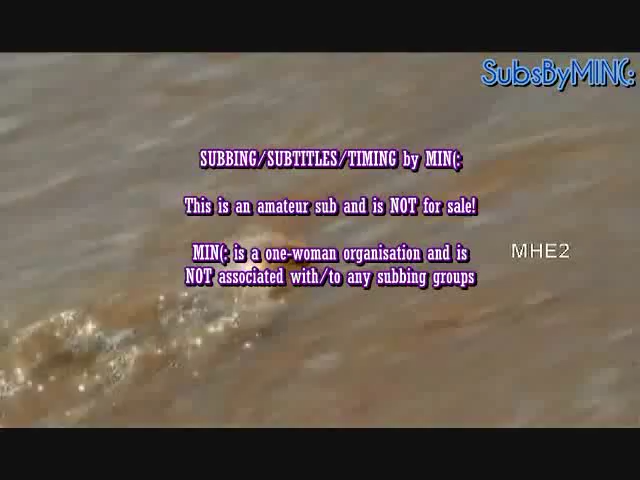 SubsByMIN(:
SUBBING/SUBTITLES/TIMING by MIN(:
This is an amateur sub and is NOT for sale!
MIN(: is a one-woman organisation and is
NOT associated with/to any subbing groups
MHE2